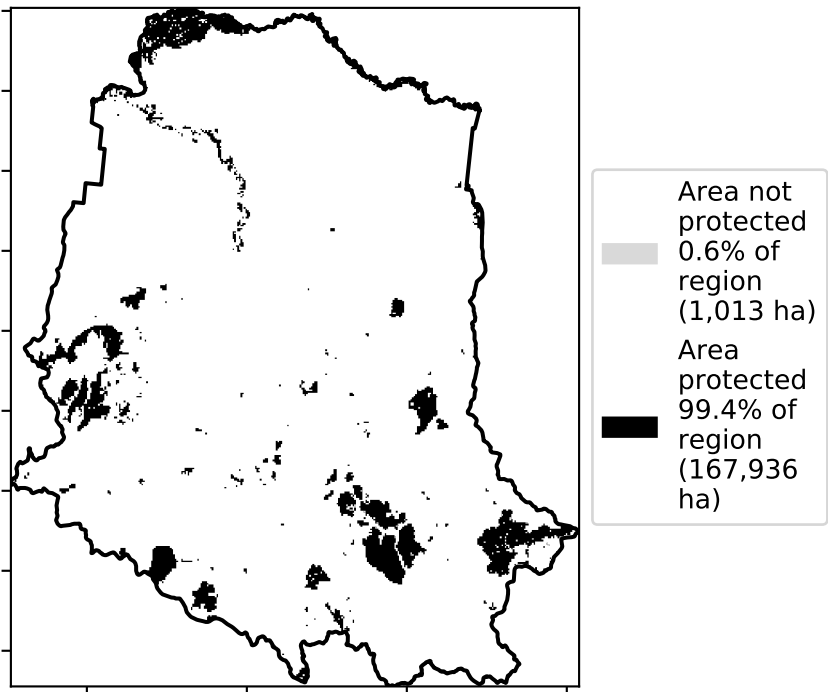 Area not
protected
0.6% of
region
(1,013 ha)
Area
protected
99.4% of
region
(167,936
ha)